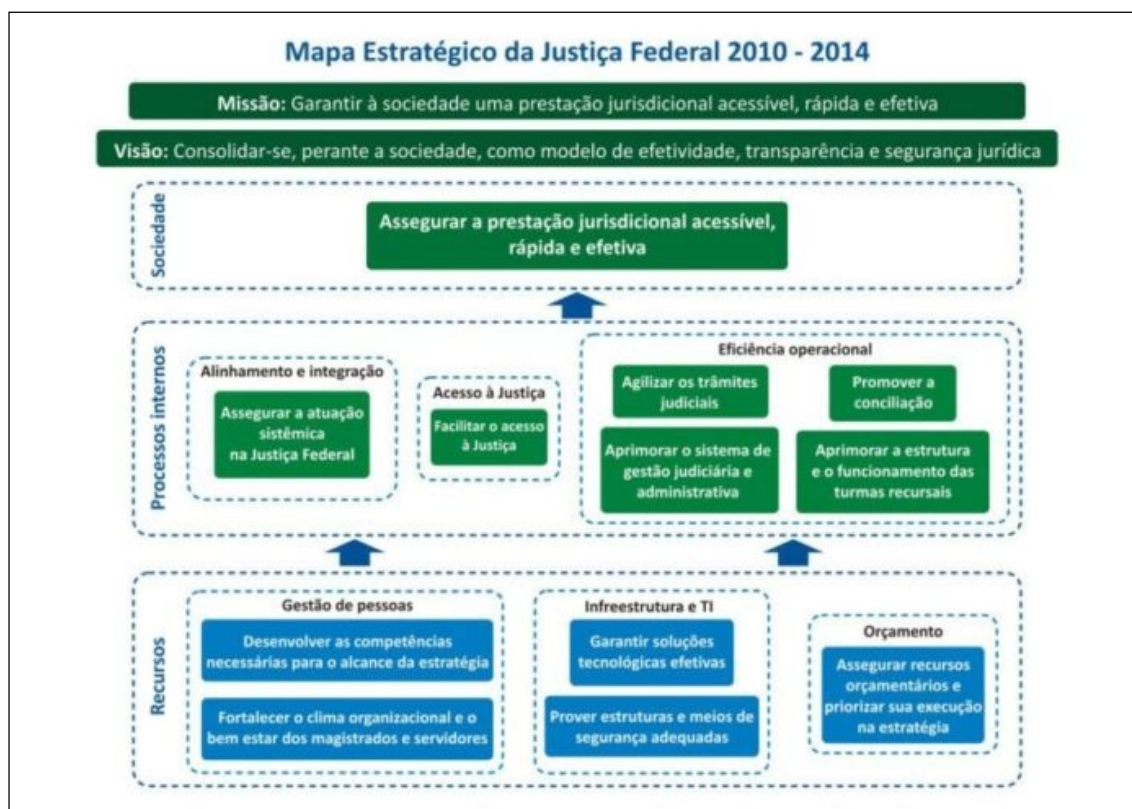 Mapa Estratégico da Justiça Federal 2010 - 2014
Missão: Garantir à sociedade uma prestação jurisdicional acessível, rápida e efetiva
Visão: Consolidar-se, perante a sociedade, como modelo de efetividade, transparência e segurança jurídica
Sociedade
Assegurar a prestação jurisdicional acessível,
rápida e efetiva
Processos internos
Alinhamento e integração
Assegurar a atuação
sistêmica
na Justiça Federal
Acesso à Justiça
Facilitar o acesso
à Justiça
Eficiência operacional
Agilizar os trâmites
judiciais
Promover a
conciliação
Aprimorar o sistema de
gestão judiciária e
administrativa
Aprimorar a estrutura
e o funcionamento das
turmas recursais
Recursos
Gestão de pessoas
Desenvolver as competências
necessárias para o alcance da estratégia
Fortalecer o clima organizacional e o
bem estar dos magistrados e servidores
Infreestrutura e TI
Garantir soluções
tecnológicas efetivas
Prover estruturas e meios de
segurança adequadas
Orçamento
Assegurar recursos
orçamentários e
priorizar sua execução
na estratégia